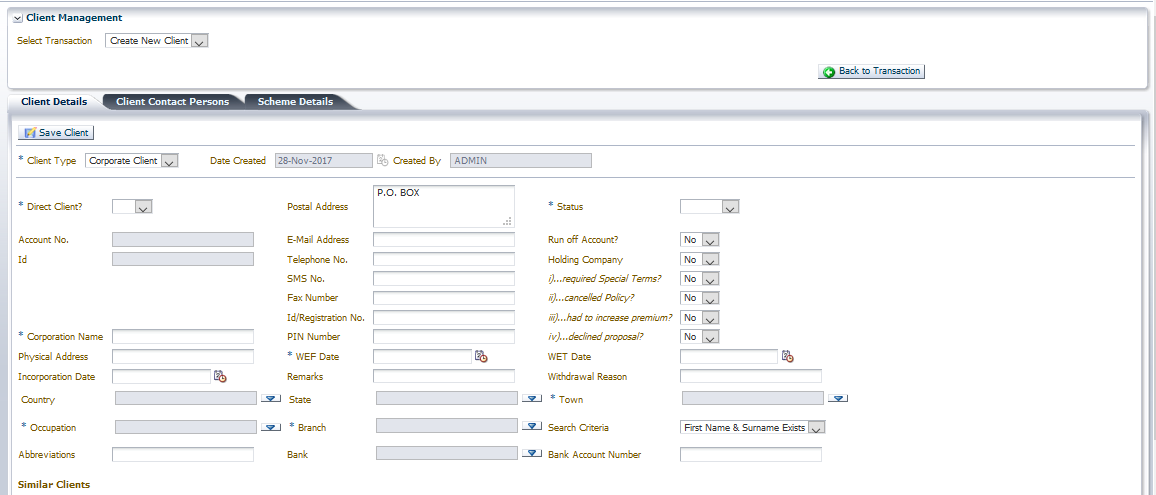 Client Management
Select Transaction Create New Client
Back to Transaction
Client Details Client Contact Persons Scheme Details
Save Client
* Client Type Corporate Client Date Created 28-Nov-2017 Created By ADMIN
P.O. BOX
* Direct Client? Postal Address * Status
Account No. E-Mail Address Run off Account? No
Id Telephone No. Holding Company No
SMS No. i)...required Special Terms? No
Fax Number ii)...cancelled Policy? No
Id/Registration No. iii)...had to increase premium? No
* Corporation Name PIN Number iv)...declined proposal? No
Physical Address * WEF Date WET Date
Incorporation Date Remarks Withdrawal Reason
Country State * Town
* Occupation * Branch Search Criteria First Name & Surname Exists
Abbreviations Bank Bank Account Number
Similar Clients